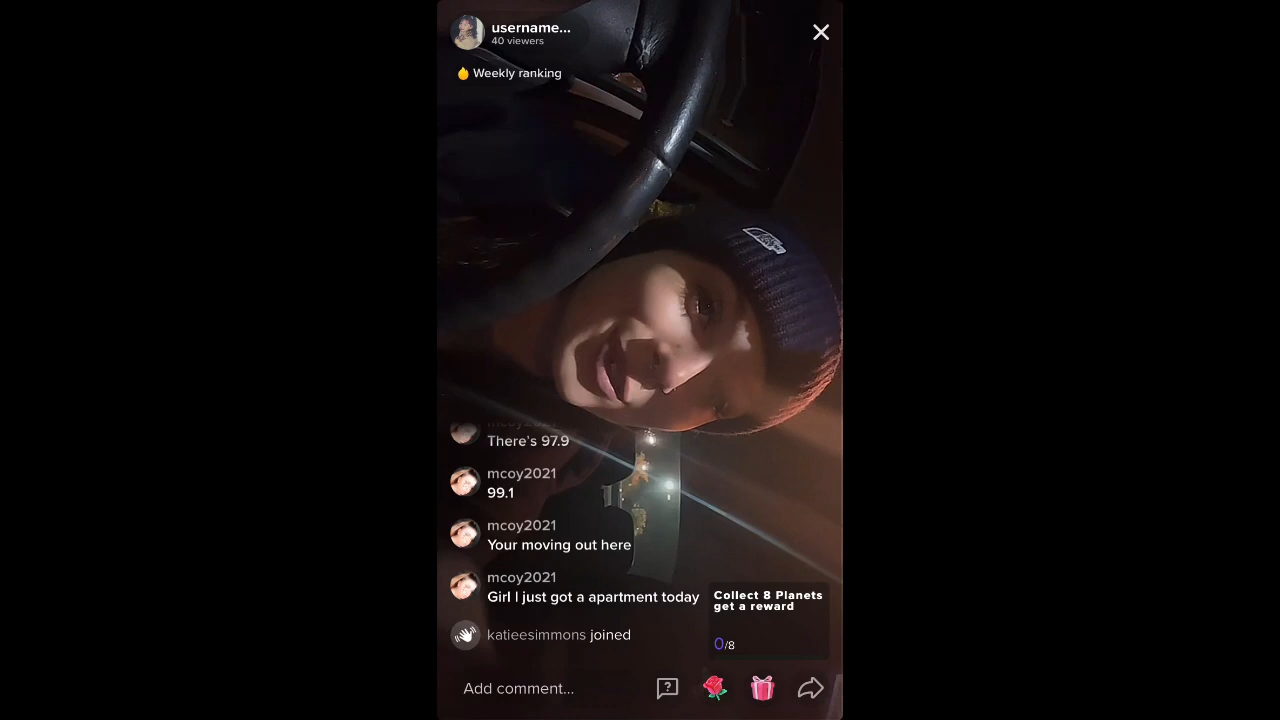 username...
40 viewers
Weekly ranking
There's 97.9
mcoy2021
99.1
mcoy2021
Your moving out here
mcoy2021
Girl I just got a apartment today
Collect 8 Planets
get a reward
katieesimmons joined
0/8
Add comment...